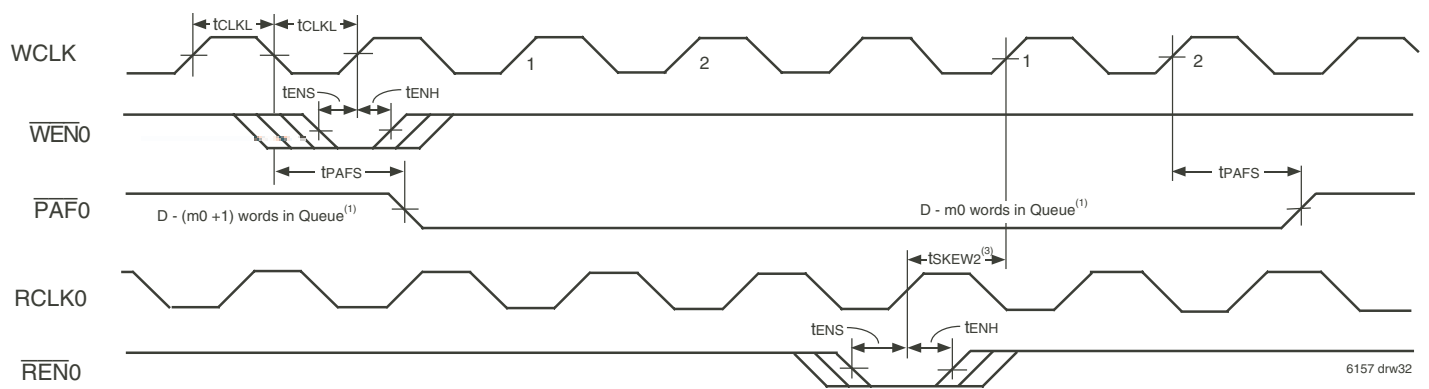 tCLKL tCLKL
WCLK
1 2 1 2
tENS tENH
WEN0
tPAFS tPAFS
PAF0
D - (m0 +1) words in Queue(1)
D - m0 words in Queue(1)
tSKEW2(3)
RCLK0
tENS tENH
REN0
6157 drw32